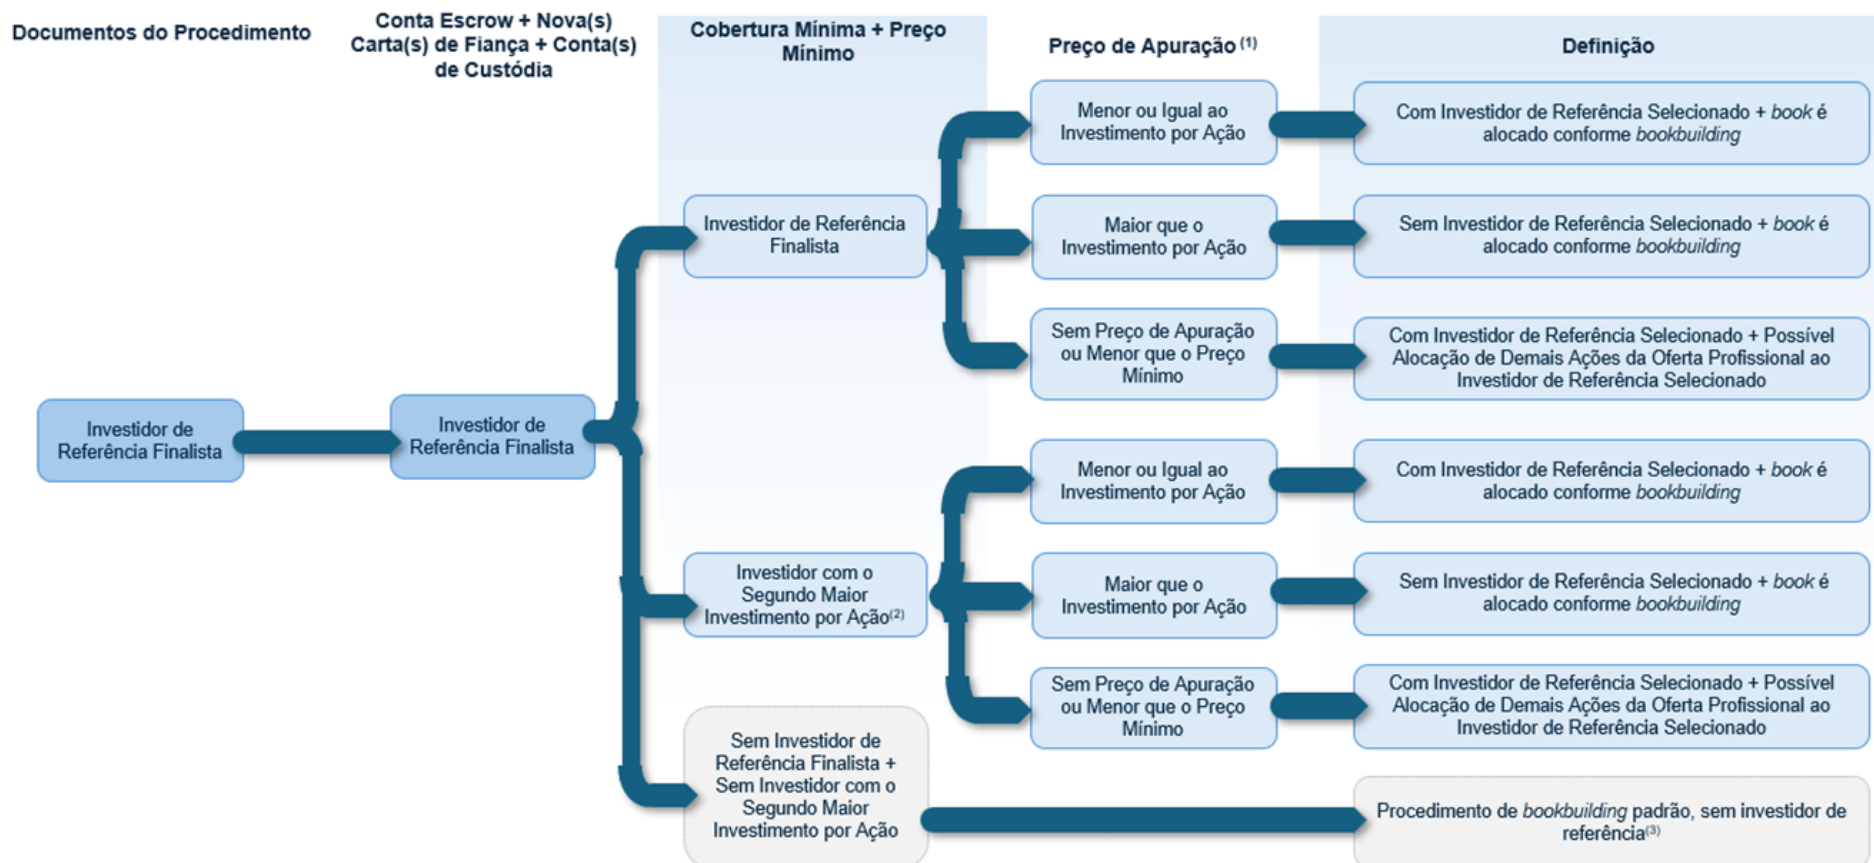 Documentos do Procedimento
Conta Escrow + Nova(s)
Carta(s) de Fiança + Conta(s)
de Custódia
Cobertura Mínima + Preço
Mínimo
Preço de Apuração (1)
Definição
Menor ou Igual ao
Investimento por Ação
Com Investidor de Referência Selecionado + book é
alocado conforme bookbuilding
Investidor de Referência
Finalista
Maior que o
Investimento por Ação
Sem Investidor de Referência Selecionado + book é
alocado conforme bookbuilding
Sem Preço de Apuração
ou Menor que o Preço
Mínimo
Com Investidor de Referência Selecionado + Possível
Alocação de Demais Ações da Oferta Profissional ao
Investidor de Referência Selecionado
Investidor de
Referência Finalista
Investidor de
Referência Finalista
Menor ou Igual ao
Investimento por Ação
Com Investidor de Referência Selecionado + book é
alocado conforme bookbuilding
Investidor com o
Segundo Maior
Investimento por Ação(2)
Maior que o
Investimento por Ação
Sem Investidor de Referência Selecionado + book é
alocado conforme bookbuilding
Sem Preço de Apuração
ou Menor que o Preço
Mínimo
Com Investidor de Referência Selecionado + Possível
Alocação de Demais Ações da Oferta Profissional ao
Investidor de Referência Selecionado
Sem Investidor de
Referência Finalista +
Sem Investidor com o
Segundo Maior
Investimento por Ação
Procedimento de bookbuilding padrão, sem investidor de
referência(3)